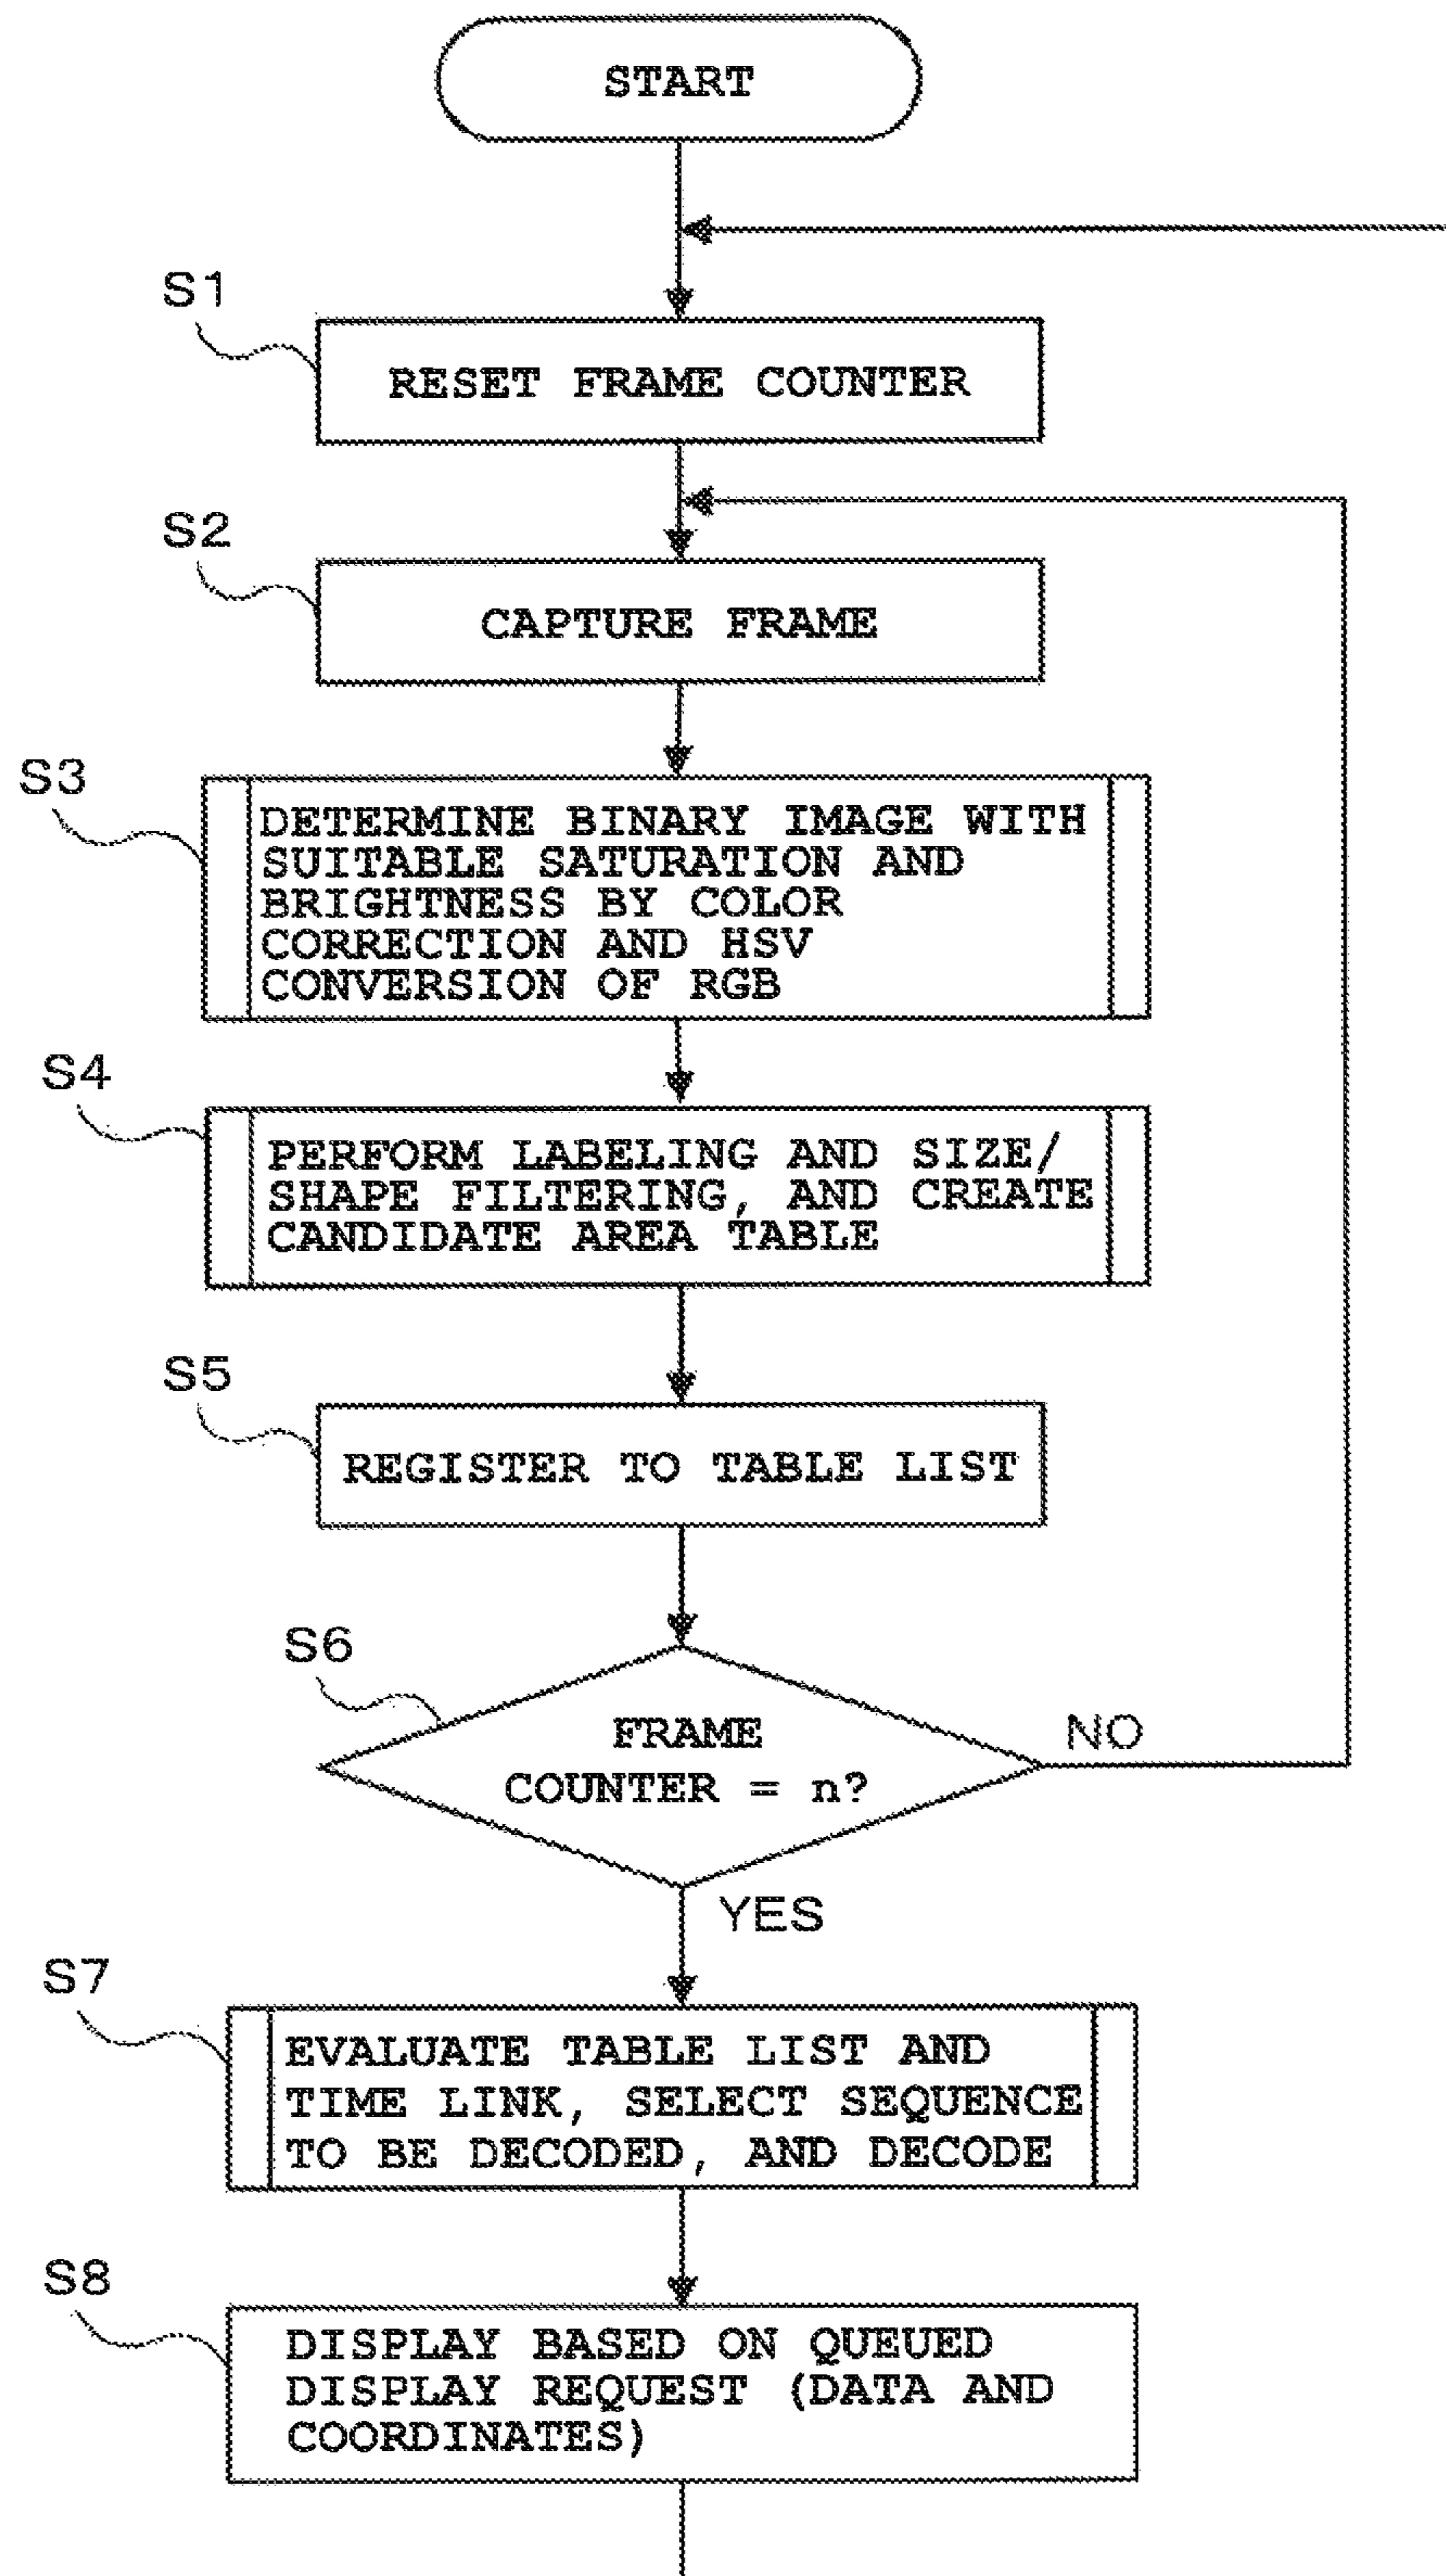 START
S1
RESET FRAME COUNTER
S2
CAPTURE FRAME
S3
DETERMINE BINARY IMAGE WITH
SUITABLE SATURATION AND
BRIGHTNESS BY COLOR
CORRECTION AND HSV
CONVERSION OF RGB
S4
PERFORM LABELING AND SIZE/
SHAPE FILTERING, AND CREATE
CANDIDATE AREA TABLE
S5
REGISTER TO TABLE LIST
S6
FRAME
COUNTER = n?
NO
YES
S7
EVALUATE TABLE LIST AND
TIME LINK, SELECT SEQUENCE
TO BE DECODED, AND DECODE
S8
DISPLAY BASED ON QUEUED
DISPLAY REQUEST (DATA AND
COORDINATES)